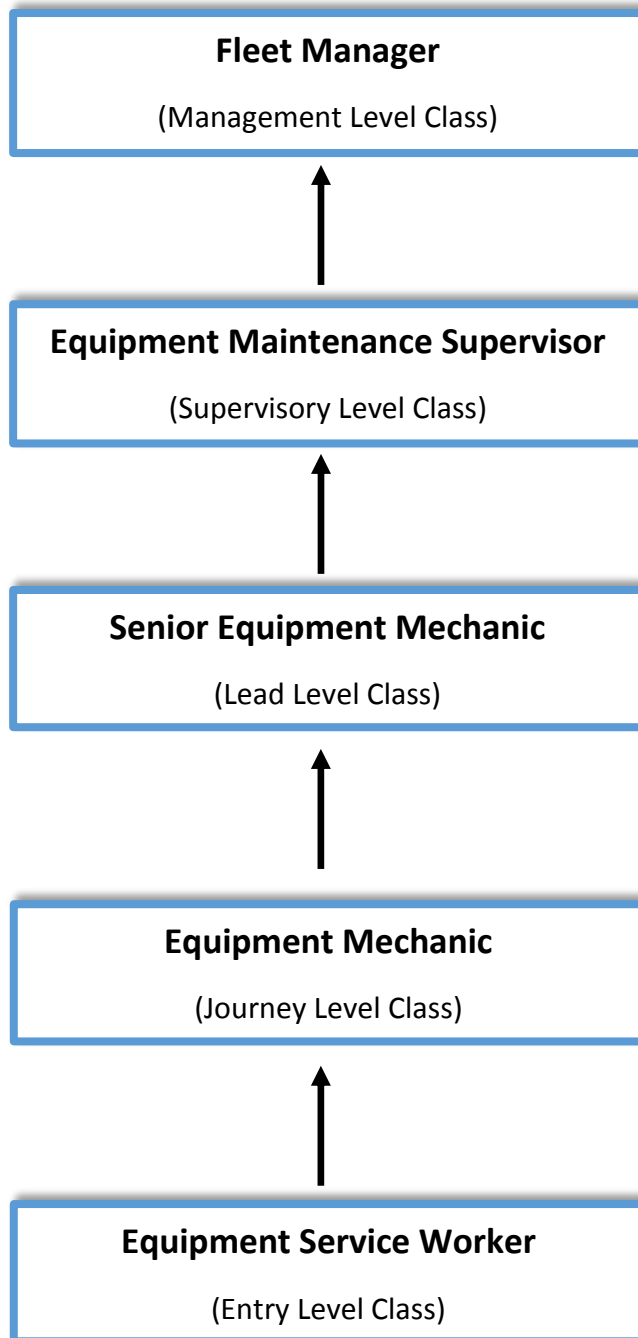 Fleet Manager
(Management Level Class)
Equipment Maintenance Supervisor
(Supervisory Level Class)
Senior Equipment Mechanic
(Lead Level Class)
Equipment Mechanic
(Journey Level Class)
Equipment Service Worker
(Entry Level Class)